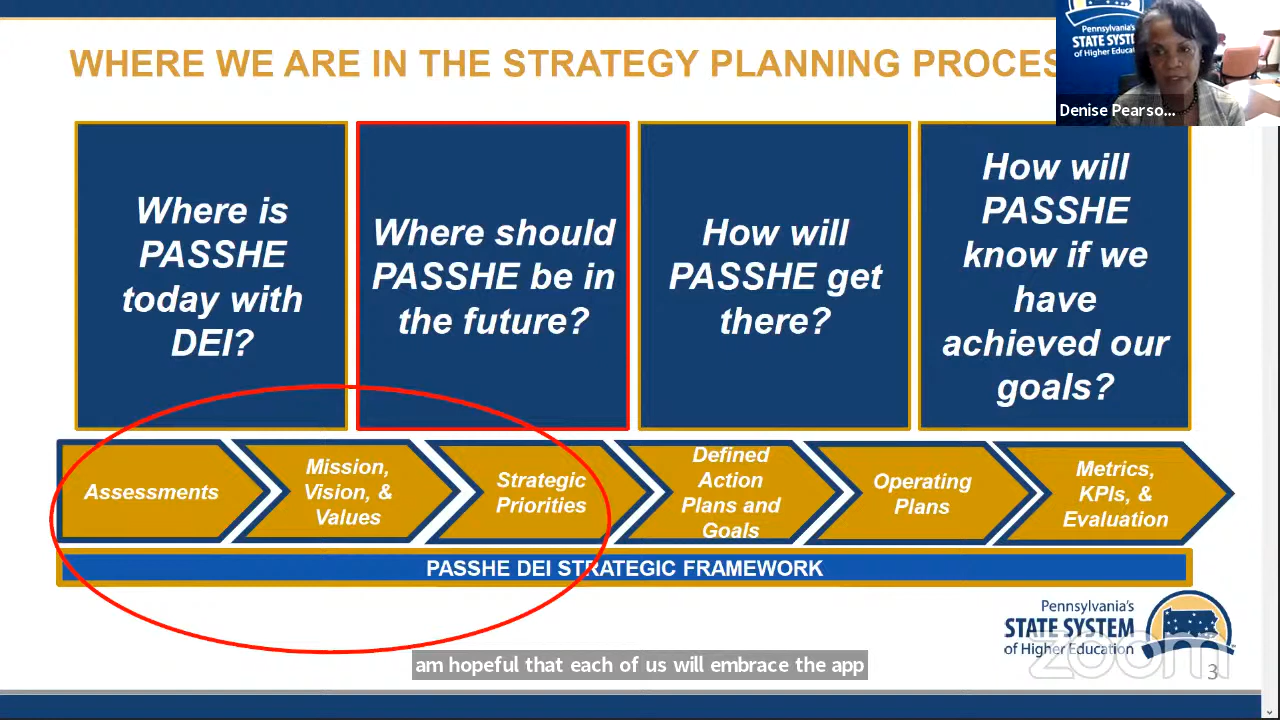 WHERE WE ARE IN THE STRATEGY PLANNING PROCES
Pennsylvania's
STATE SYSTEM
of Higher Education
Denise Pearso...
Where is
PASSHE
today with
DEI?
Where should
PASSHE be in
the future?
How will
PASSHE get
there?
How will
PASSHE
know if we
have
achieved our
goals?
Assessments
Mission,
Vision, &
Values
Strategic
Priorities
Defined
Action
Plans and
Goals
Operating
Plans
Metrics,
KPIs, &
Evaluation
PASSHE DEI STRATEGIC FRAMEWORK
Pennsylvania's
STATE SYSTEM
of Higher Education
zoom
3
am hopeful that each of us will embrace the app